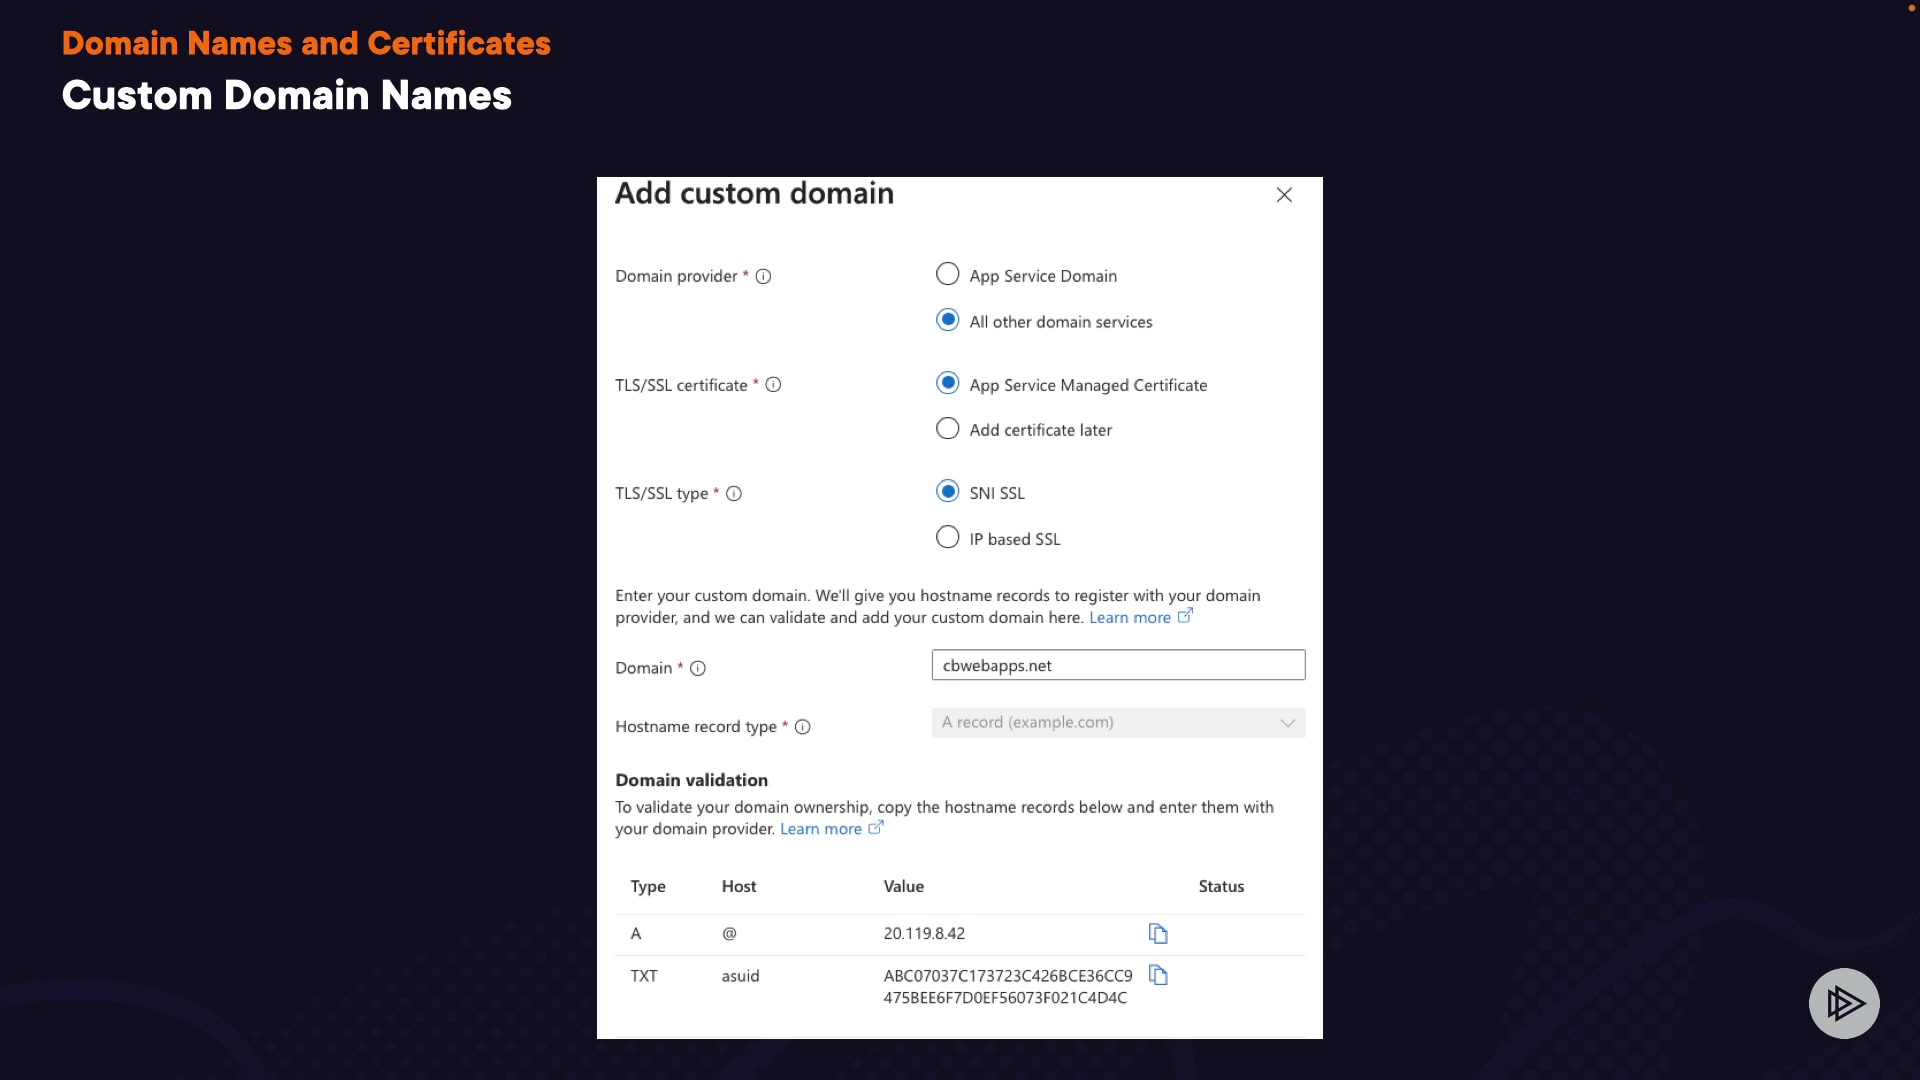 Domain Names and Certificates
Custom Domain Names
Add custom domain
Domain provider *
App Service Domain
All other domain services
TLS/SSL certificate *
App Service Managed Certificate
Add certificate later
TLS/SSL type *
SNI SSL
IP based SSL
Enter your custom domain. We'll give you hostname records to register with your domain
provider, and we can validate and add your custom domain here. Learn more
Domain *
cbwebapps.net
Hostname record type *
A record (example.com)
Domain validation
To validate your domain ownership, copy the hostname records below and enter them with
your domain provider. Learn more
Type Host Value Status
A @ 20.119.8.42
TXT asuid ABC07037C173723C426BCE36CC9
475BEE6F7D0EF56073F021C4D4C